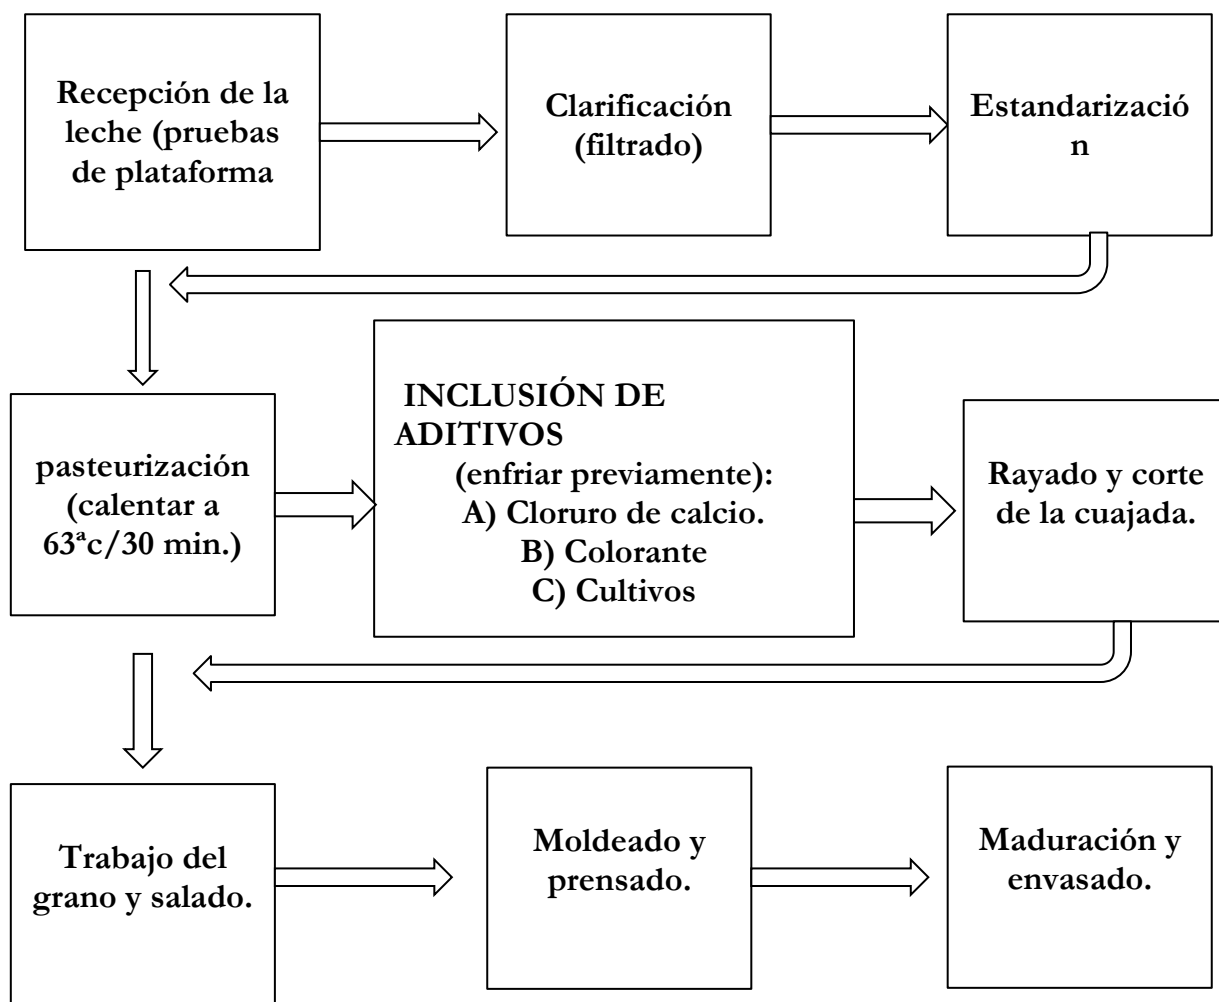 Recepción de la
leche (pruebas
de plataforma
Clarificación
(filtrado)
Estandarizació
n
pasteurización
(calentar a
63ªc/30 min.)
INCLUSIÓN DE
ADITIVOS
(enfriar previamente):
A) Cloruro de calcio.
B) Colorante
C) Cultivos
Rayado y corte
de la cuajada.
Trabajo del
grano y salado.
Moldeado y
prensado.
Maduración y
envasado.